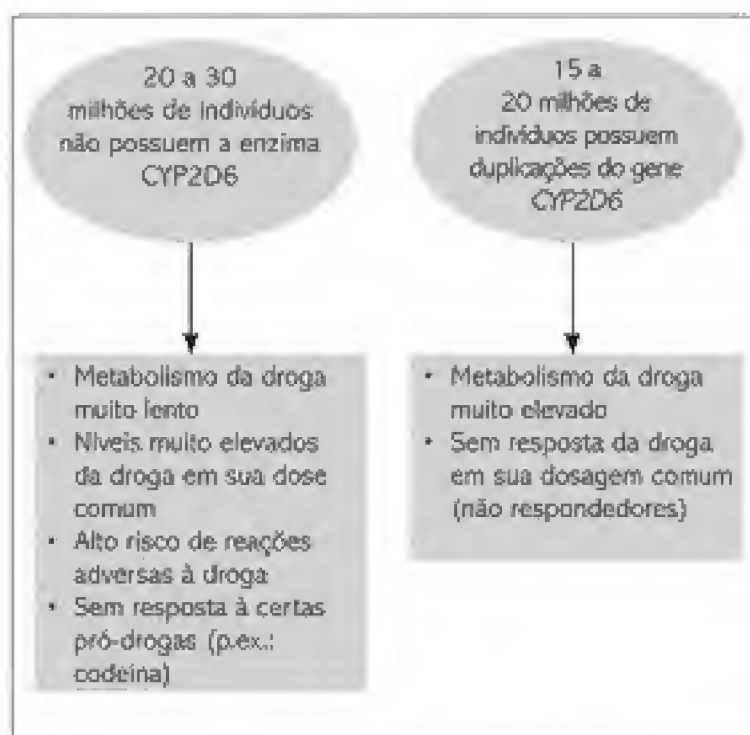 20 a 30
milhões de indivíduos
não possuem a enzima
CYP2D6
15 a
20 milhões de
indivíduos possuem
duplicações do gene
CYP2D6
• Metabolismo da droga
muito lento
• Níveis muito elevados
da droga em sua dose
comum
• Alto risco de reações
adversas à droga
• Sem resposta à certas
pró-drogas (p.ex.:
codeína)
• Metabolismo da droga
muito elevado
• Sem resposta da droga
em sua dosagem comum
(não respondedores)